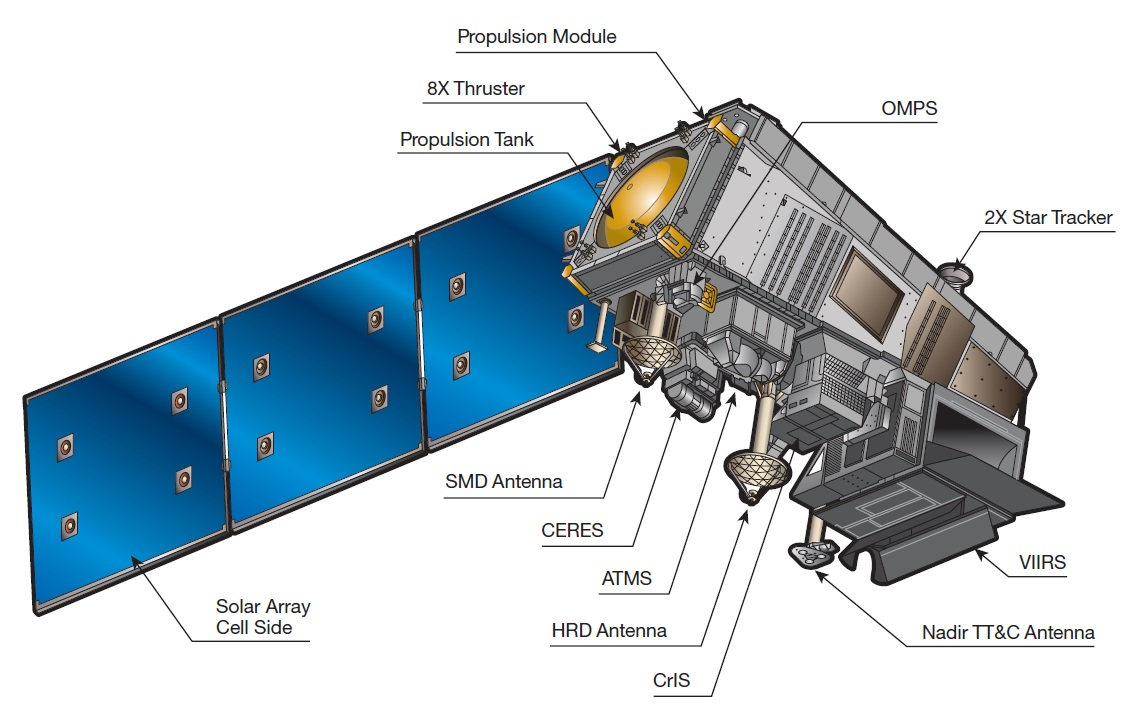 Propulsion Module
8X Thruster
OMPS
Propulsion Tank
2X Star Tracker
SMD Antenna
CERES
VIIRS
ATMS
Solar Array
Cell Side
HRD Antenna
Nadir TT&C Antenna
CrIS